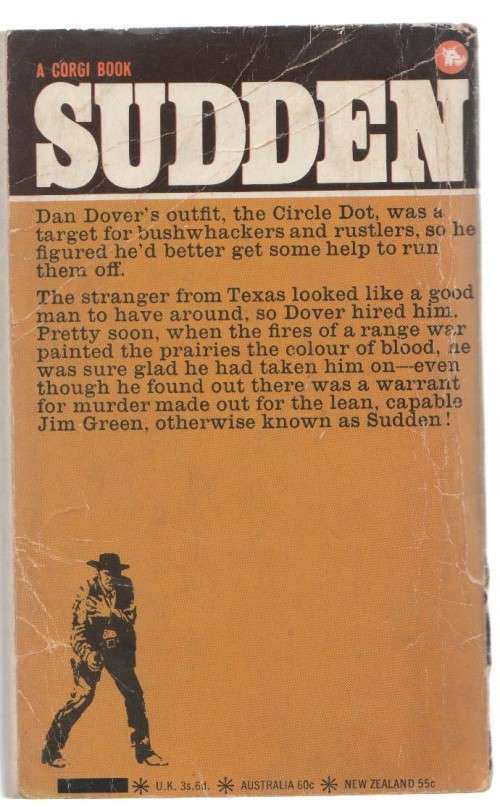 A CORGI BOOK
SUDDEN
Dan Dover's outfit, the Circle Dot, was a
target for bushwhackers and rustlers, so he
figured he'd better get some help to run
them off.
The stranger from Texas looked like a good
man to have around, so Dover hired him.
Pretty soon, when the fires of a range war
painted the prairies the colour of blood, he
was sure glad he had taken him on—even
though he found out there was a warrant
for murder made out for the lean, capable
Jim Green, otherwise known as Sudden!
U.K. 3s.6d. AUSTRALIA 60c NEW ZEALAND 55c